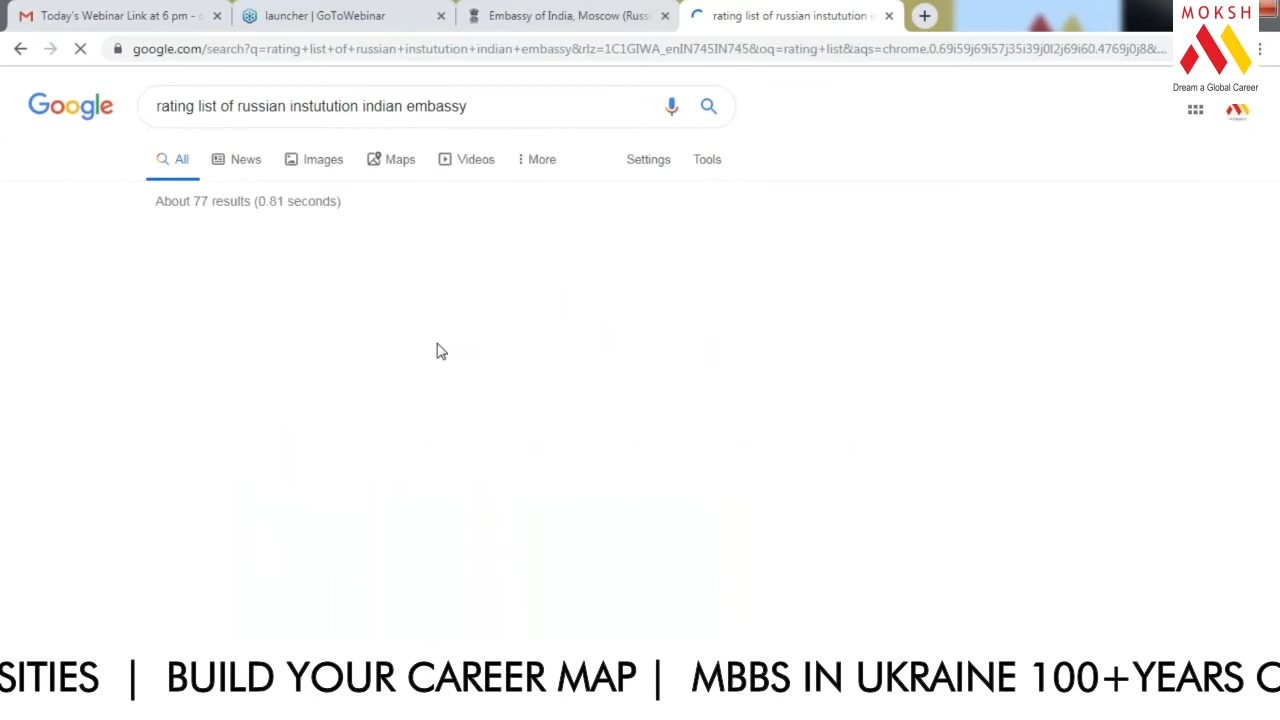 Today's Webinar Link at 6 pm -
launcher | GoToWebinar
Embassy of India, Moscow (Russi
rating list of russian instutution in
MOKSH
Dream a Global Career
google.com/search?q=rating+list+of+russian+instutution+indian+embassy&rlz=1C1GIWA_enIN745IN745&oq=rating+list&aqs=chrome.0.69i59j69i57j35i39j0l2j69i60.4769j0j8&...
Google
rating list of russian instutution indian embassy
All
News
Images
Maps
Videos
More
Settings
Tools
About 77 results (0.81 seconds)
SITIES | BUILD YOUR CAREER MAP | MBBS IN UKRAINE 100+YEARS O